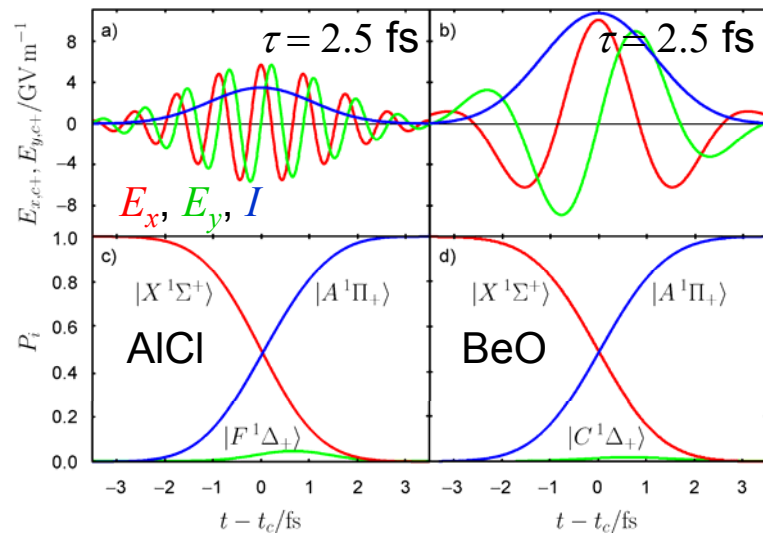 a) τ = 2.5 fs
b) τ = 2.5 fs
E_{x,c+}, E_{y,c+}/GV m⁻¹
8
4
0
−4
−8
E_x, E_y, I
c)
d)
1.0
0.8
0.6
0.4
0.2
0.0
P_i
|X ¹Σ⁺⟩ |A ¹Π₊⟩
|X ¹Σ⁺⟩ |A ¹Π₊⟩
AlCl
BeO
|F ¹Δ₊⟩
|C ¹Δ₊⟩
−3 −2 −1 0 1 2 3
−3 −2 −1 0 1 2 3
t − t_c/fs
t − t_c/fs